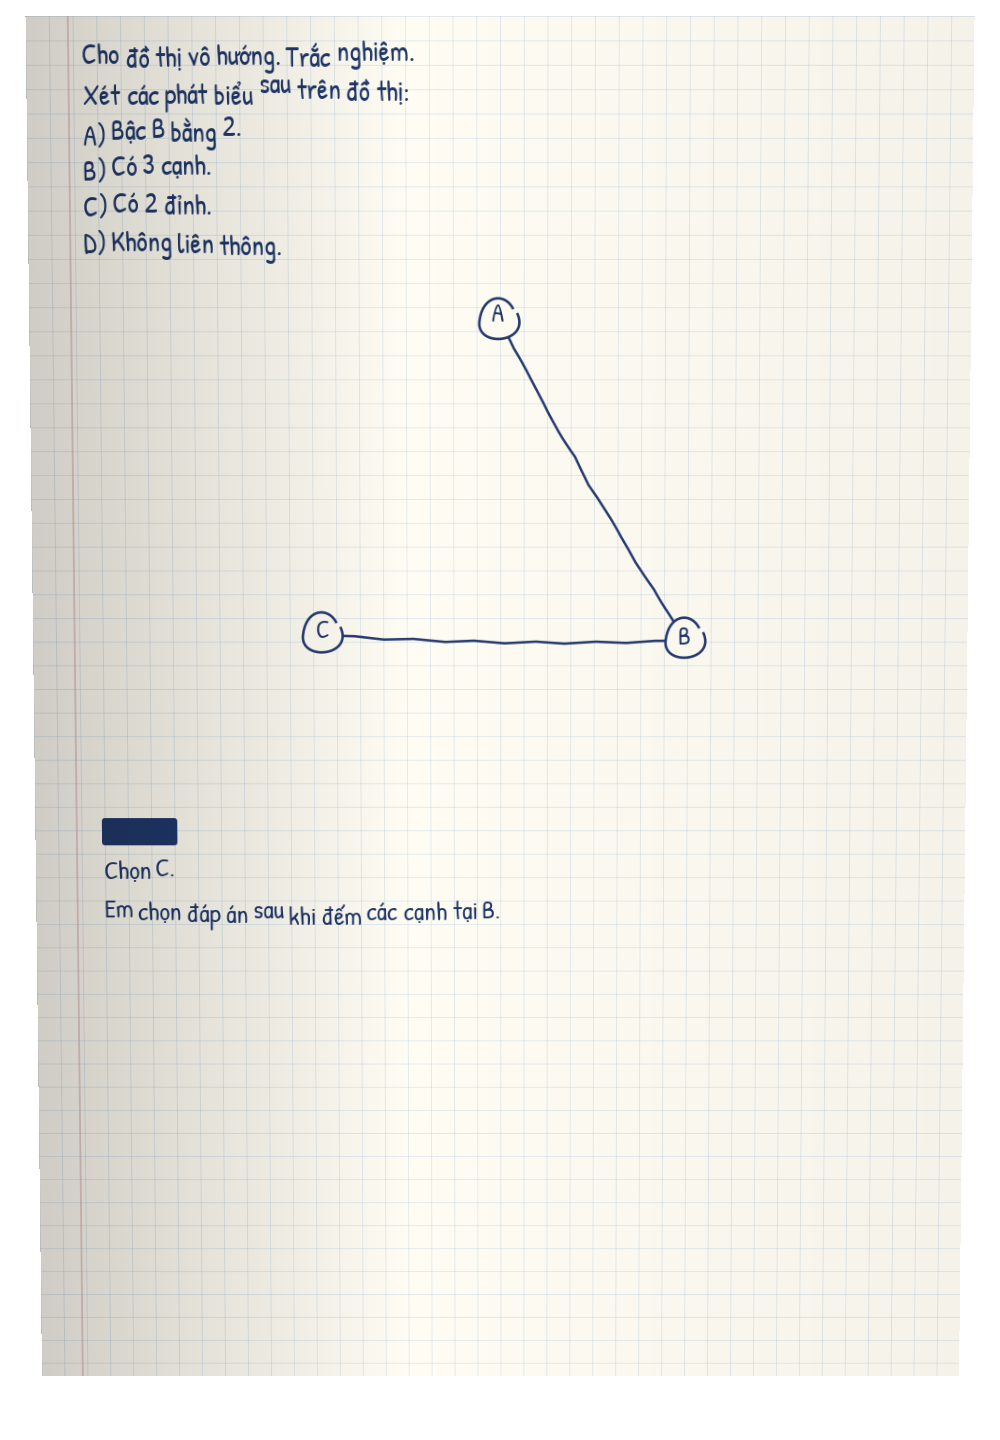 Cho đồ thị vô hướng. Trắc nghiệm.
Xét các phát biểu sau trên đồ thị:
A) Bậc B bằng 2.
B) Có 3 cạnh.
C) Có 2 đỉnh.
D) Không liên thông.
A
C
B
Chọn C.
Em chọn đáp án sau khi đếm các cạnh tại B.